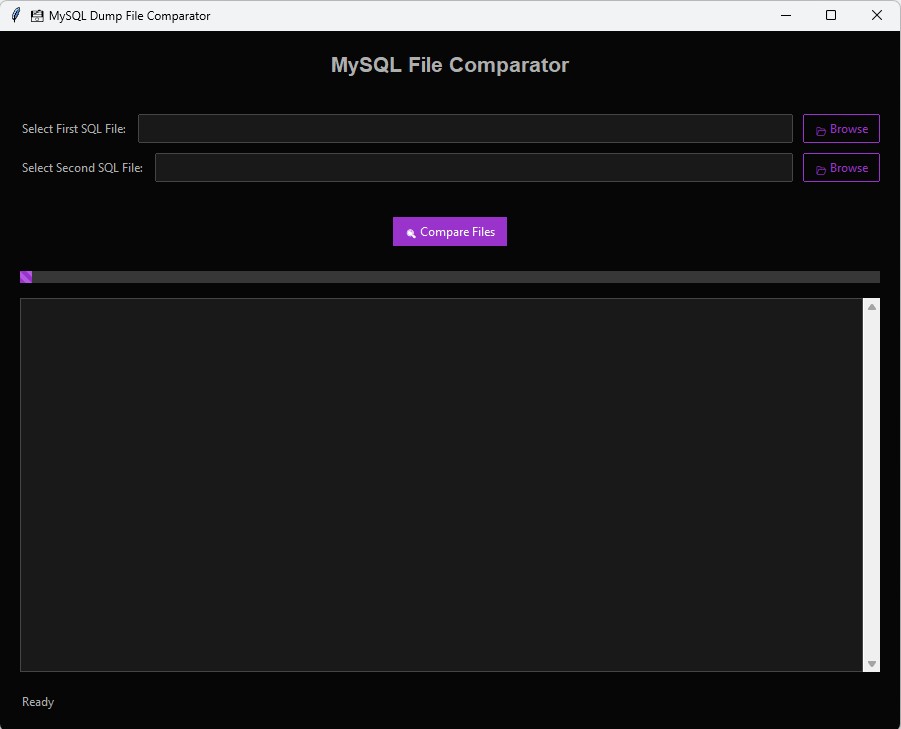 MySQL Dump File Comparator
MySQL File Comparator
Select First SQL File:
Browse
Select Second SQL File:
Browse
Compare Files
Ready